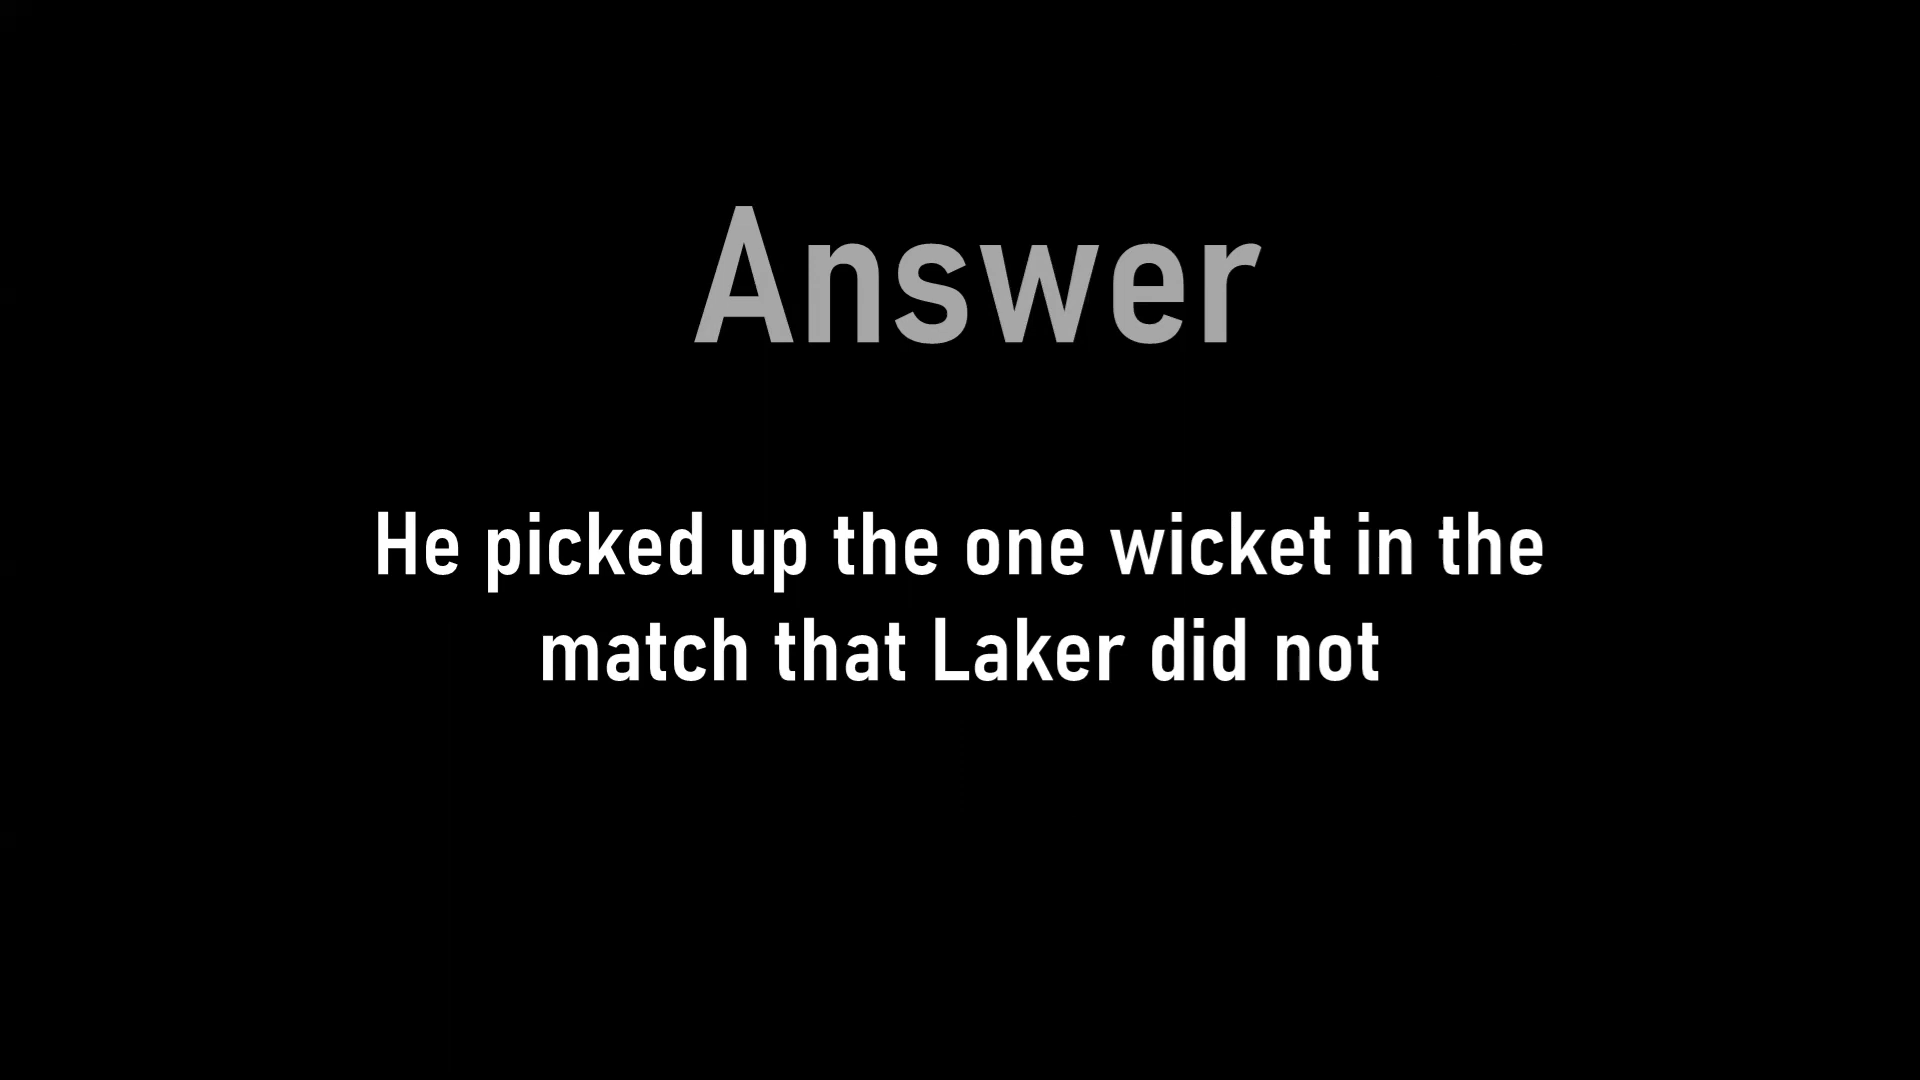 Answer
He picked up the one wicket in the
match that Laker did not